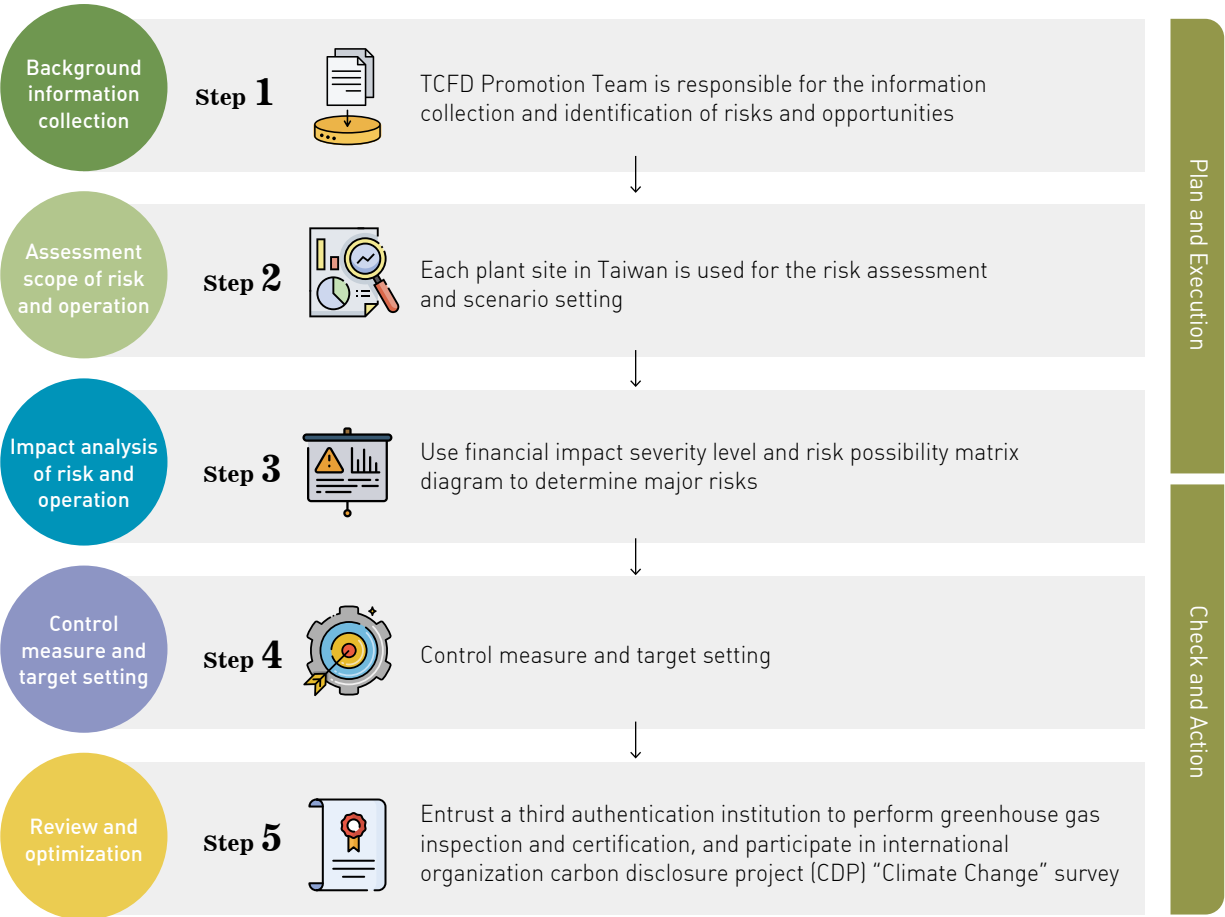 Background
information
collection
Step 1
TCFD Promotion Team is responsible for the information
collection and identification of risks and opportunities
Assessment
scope of risk
and operation
Step 2
Each plant site in Taiwan is used for the risk assessment
and scenario setting
Impact analysis
of risk and
operation
Step 3
Use financial impact severity level and risk possibility matrix
diagram to determine major risks
Control
measure and
target setting
Step 4
Control measure and target setting
Review and
optimization
Step 5
Entrust a third authentication institution to perform greenhouse gas
inspection and certification, and participate in international
organization carbon disclosure project (CDP) “Climate Change” survey
Plan and Execution
Check and Action